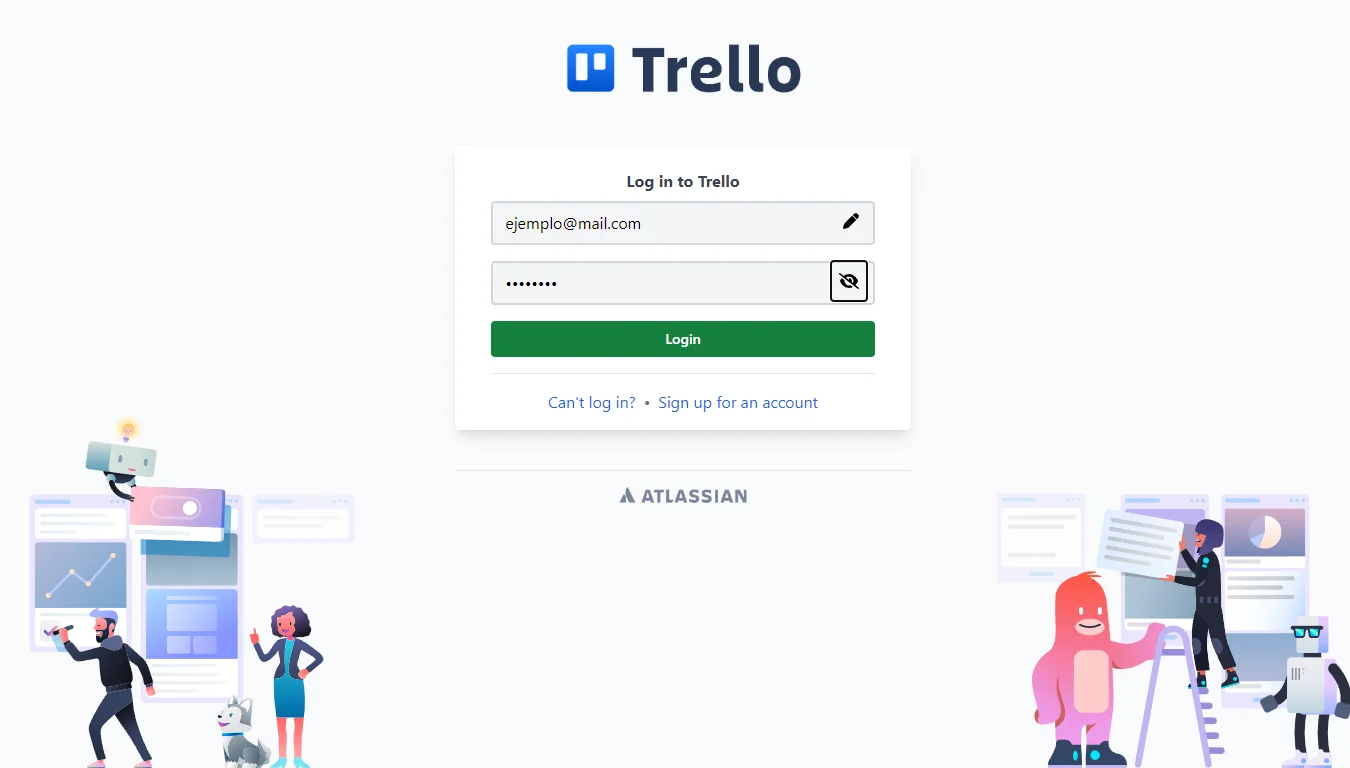 Trello
Log in to Trello
ejemplo@mail.com
••••••••
Login
Can't log in? • Sign up for an account
ATLASSIAN